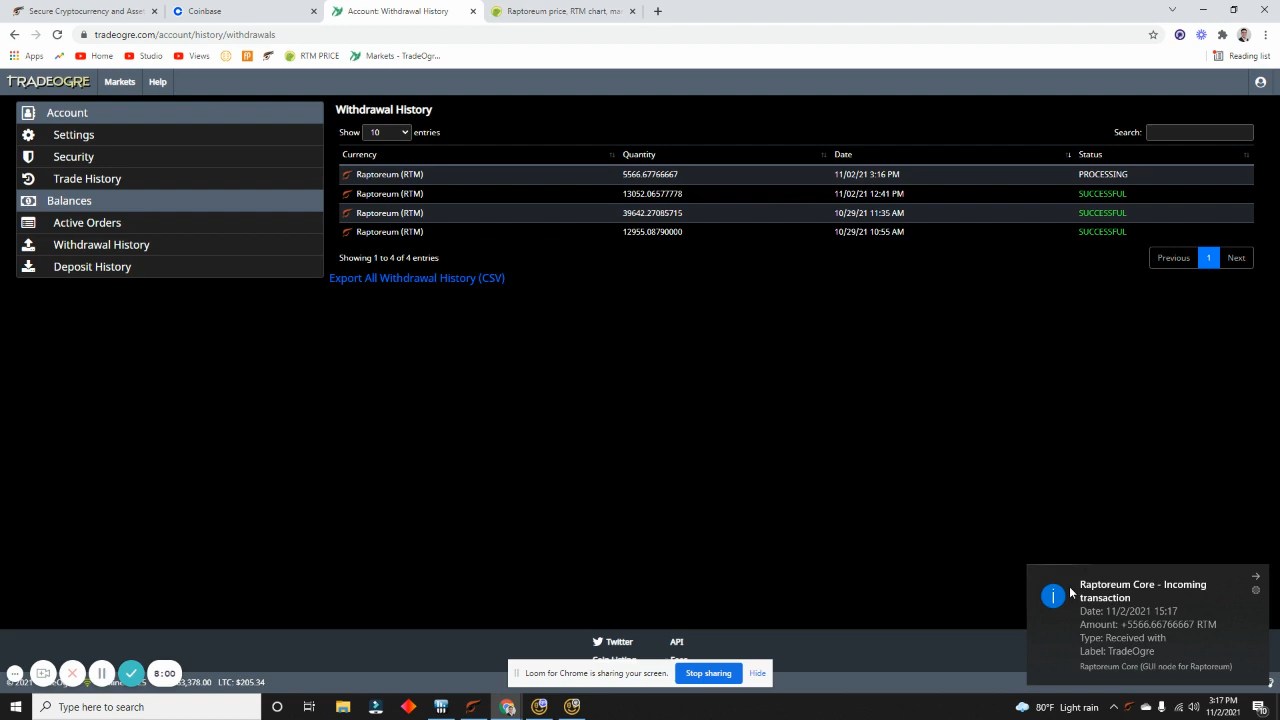 Secure Cryptocurrency and Asset
Coinbase
Account: Withdrawal History
Raptoreum price, RTM chart, ma
tradeogre.com/account/history/withdrawals
Apps
Home
Studio
Views
RTM PRICE
Markets - TradeOgr...
Reading list
TRADEOGRE
Markets
Help
Account
Settings
Security
Trade History
Balances
Active Orders
Withdrawal History
Deposit History
Withdrawal History
Show 10 entries
Search:
Currency Quantity Date Status
Raptoreum (RTM) 5566.67766667 11/02/21 3:16 PM PROCESSING
Raptoreum (RTM) 13052.06577778 11/02/21 12:41 PM SUCCESSFUL
Raptoreum (RTM) 39642.27085715 10/29/21 11:35 AM SUCCESSFUL
Raptoreum (RTM) 12955.08790000 10/29/21 10:55 AM SUCCESSFUL
Showing 1 to 4 of 4 entries
Previous 1 Next
Export All Withdrawal History (CSV)
Raptoreum Core - Incoming
transaction
Date: 11/2/2021 15:17
Amount: +5566.66766667 RTM
Type: Received with
Label: TradeOgre
Raptoreum Core (GUI node for Raptoreum)
Twitter
API
8:00
Loom for Chrome is sharing your screen.
Stop sharing
Hide
3,378.00 LTC: $205.34
Type here to search
80°F Light rain
3:17 PM
11/2/2021
10